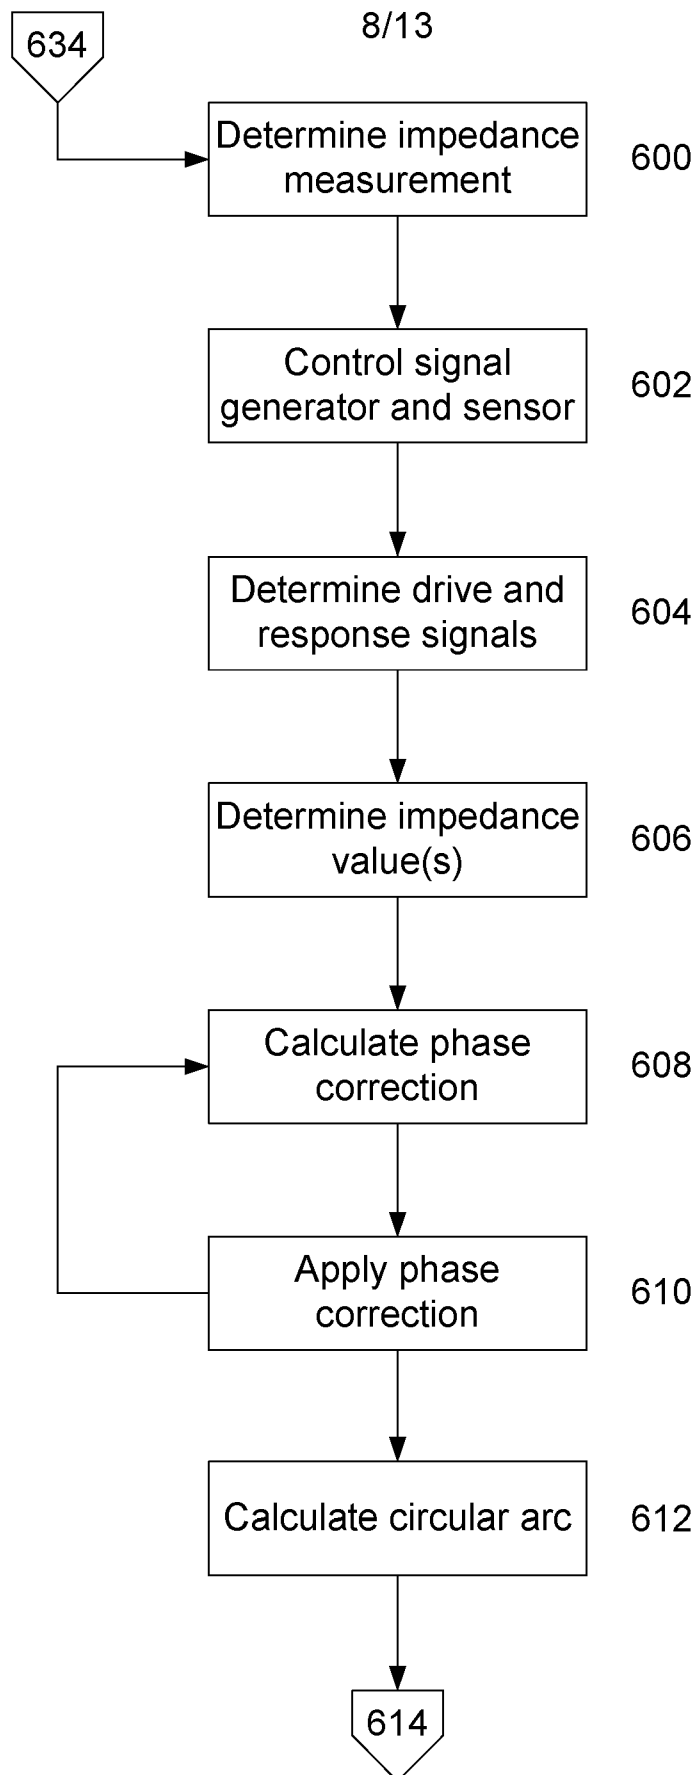 8/13
634
Determine impedance
measurement
600
Control signal
generator and sensor
602
Determine drive and
response signals
604
Determine impedance
value(s)
606
Calculate phase
correction
608
Apply phase
correction
610
Calculate circular arc
612
614